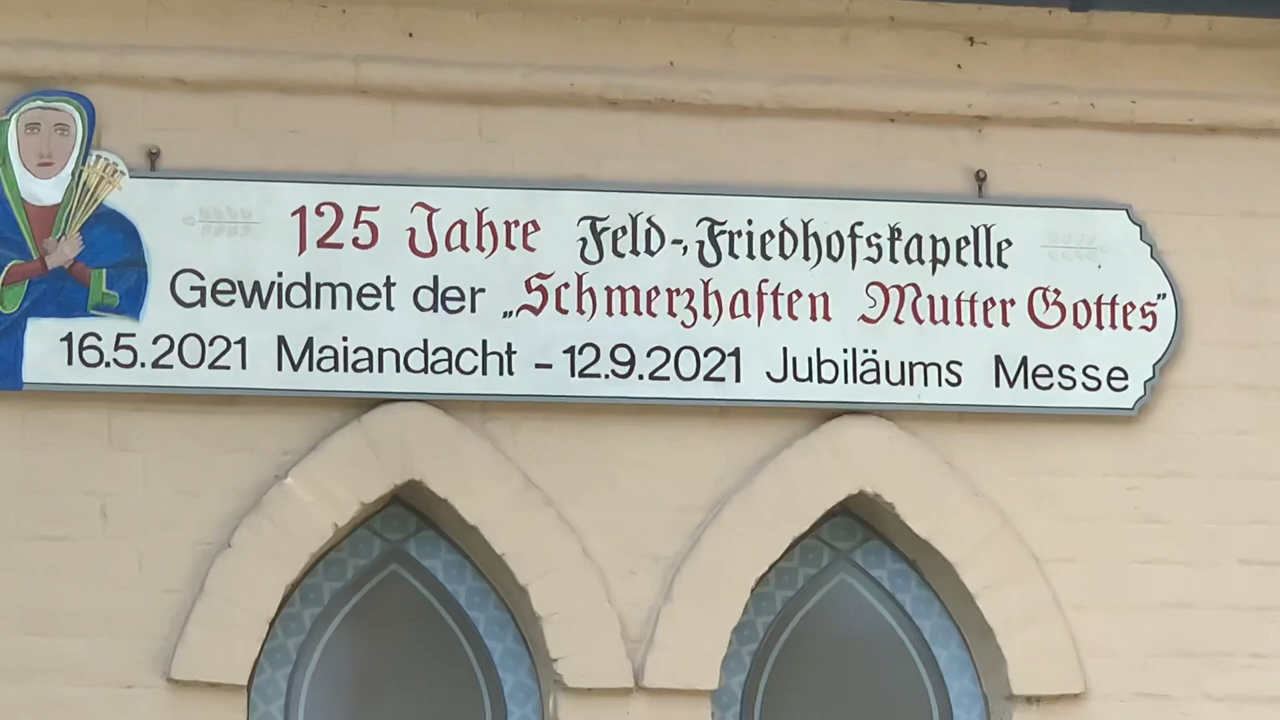 125 Jahre Feld-, Friedhofskapelle
Gewidmet der „Schmerzhaften Mutter Gottes”
16.5.2021 Maiandacht - 12.9.2021 Jubiläums Messe